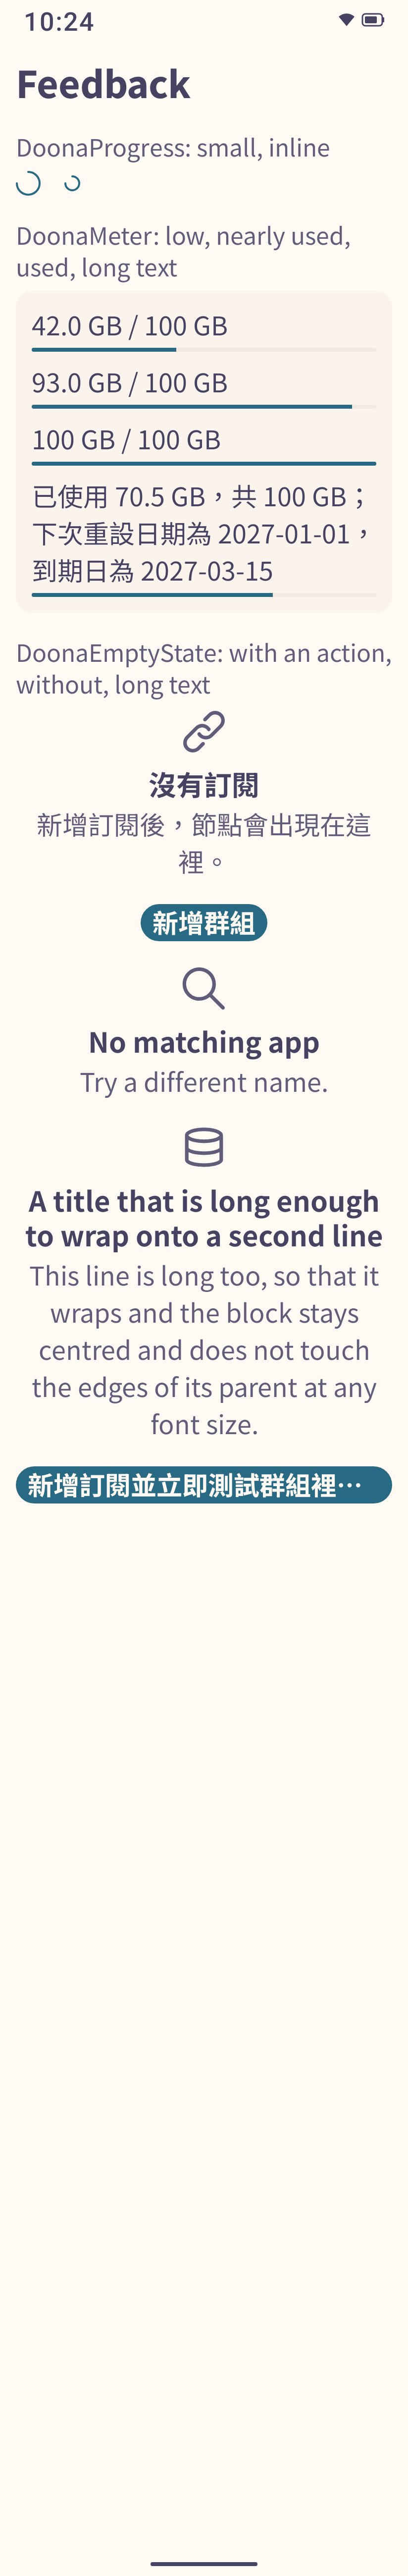 10:24
Feedback
DoonaProgress: small, inline
DoonaMeter: low, nearly used,
used, long text
42.0 GB / 100 GB
93.0 GB / 100 GB
100 GB / 100 GB
已使用 70.5 GB，共 100 GB；
下次重設日期為 2027-01-01，
到期日為 2027-03-15
DoonaEmptyState: with an action,
without, long text
沒有訂閱
新增訂閱後，節點會出現在這
裡。
新增群組
No matching app
Try a different name.
A title that is long enough
to wrap onto a second line
This line is long too, so that it
wraps and the block stays
centred and does not touch
the edges of its parent at any
font size.
新增訂閱並立即測試群組裡…